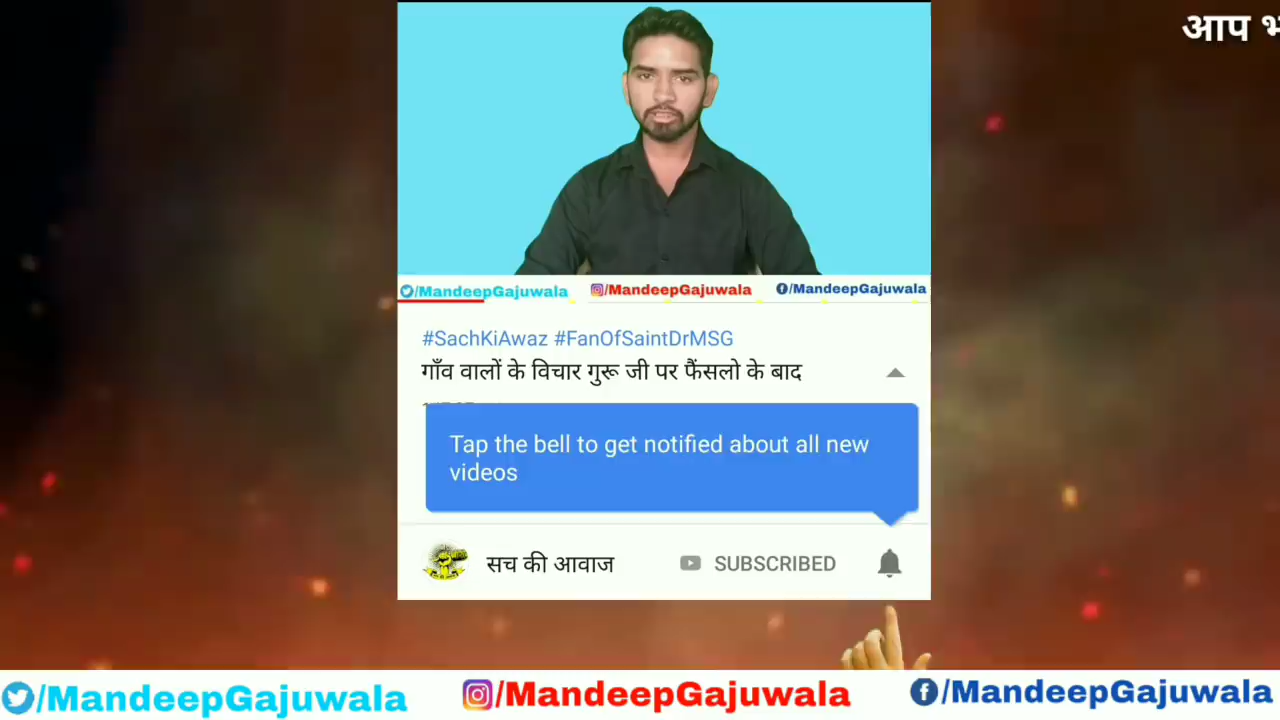 आप
/MandeepGajuwala /MandeepGajuwala /MandeepGajuwala
#SachKiAwaz #FanOfSaintDrMSG
गाँव वालों के विचार गुरू जी पर फैंसलो के बाद
Tap the bell to get notified about all new
videos
सच की आवाज SUBSCRIBED
/MandeepGajuwala /MandeepGajuwala /MandeepGajuwala